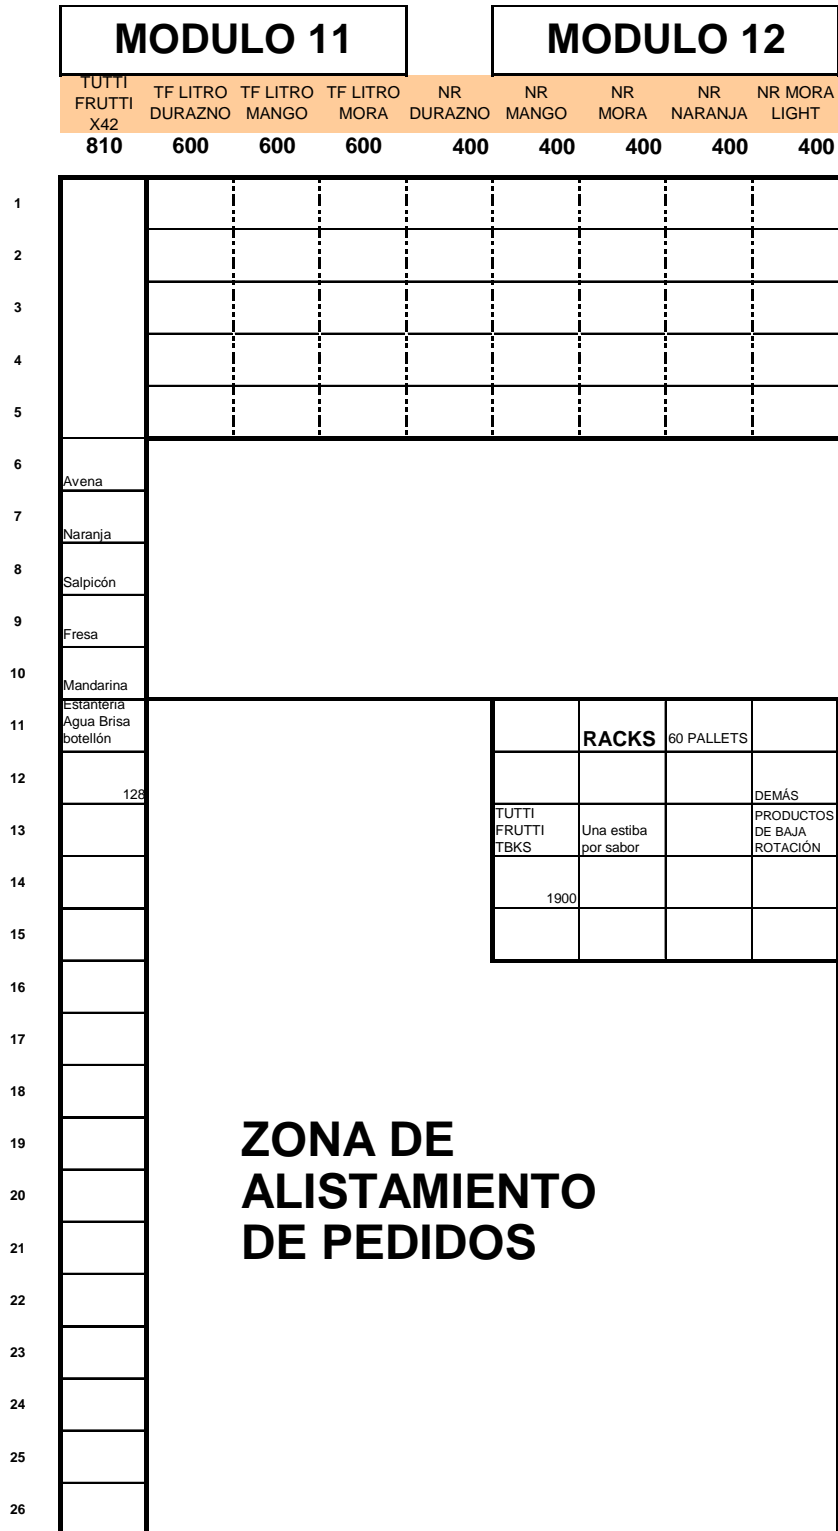 MODULO 11
MODULO 12
TUTTI FRUTTI X42
TF LITRO DURAZNO
TF LITRO MANGO
TF LITRO MORA
NR DURAZNO
NR MANGO
NR MORA
NR NARANJA
NR MORA LIGHT
810 600 600 600 400 400 400 400 400
1
2
3
4
5
6
Avena
7
Naranja
8
Salpicón
9
Fresa
10
Mandarina
11
Estantería
Agua Brisa
botellón
RACKS
60 PALLETS
12
128
DEMÁS
13
TUTTI
FRUTTI
TBKS
Una estiba
por sabor
PRODUCTOS
DE BAJA
ROTACIÓN
14
1900
15
16
17
18
19
20
21
ZONA DE
ALISTAMIENTO
DE PEDIDOS
22
23
24
25
26